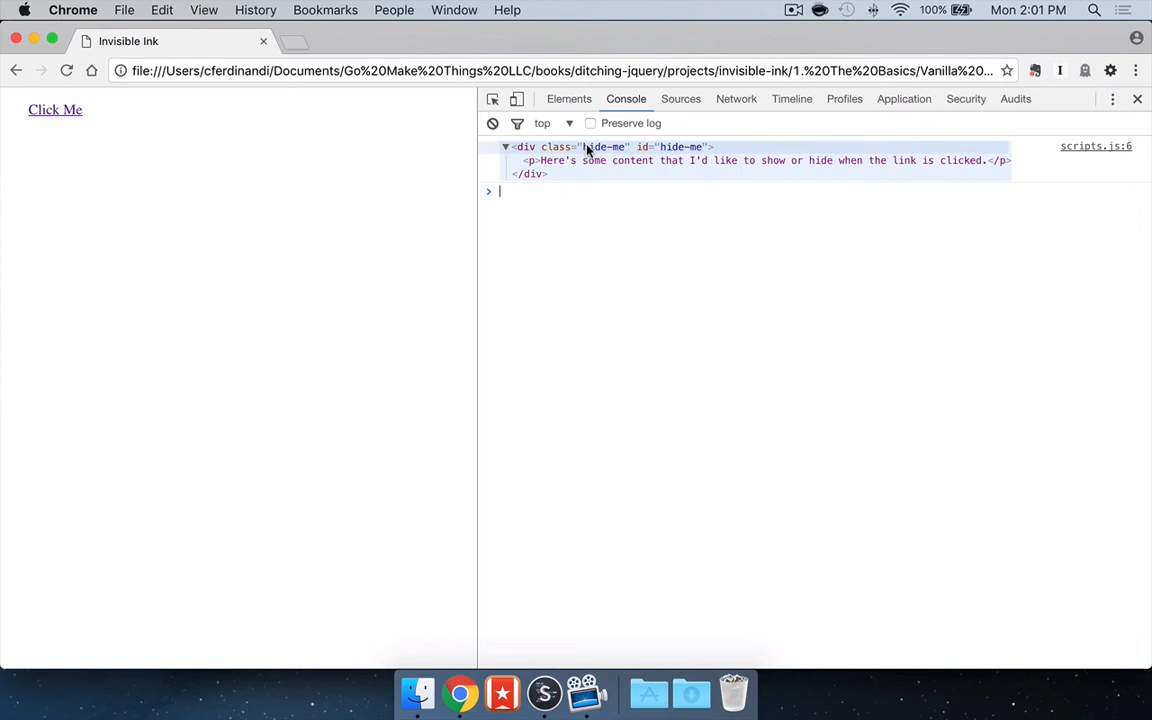 Chrome File Edit View History Bookmarks People Window Help 100% Mon 2:01 PM
Invisible Ink
file:///Users/cferdinandi/Documents/Go%20Make%20Things%20LLC/books/ditching-jquery/projects/invisible-ink/1.%20The%20Basics/Vanilla%20...
Click Me
Elements Console Sources Network Timeline Profiles Application Security Audits
top Preserve log
<div class="hide-me" id="hide-me"> scripts.js:6
<p>Here's some content that I'd like to show or hide when the link is clicked.</p>
</div>